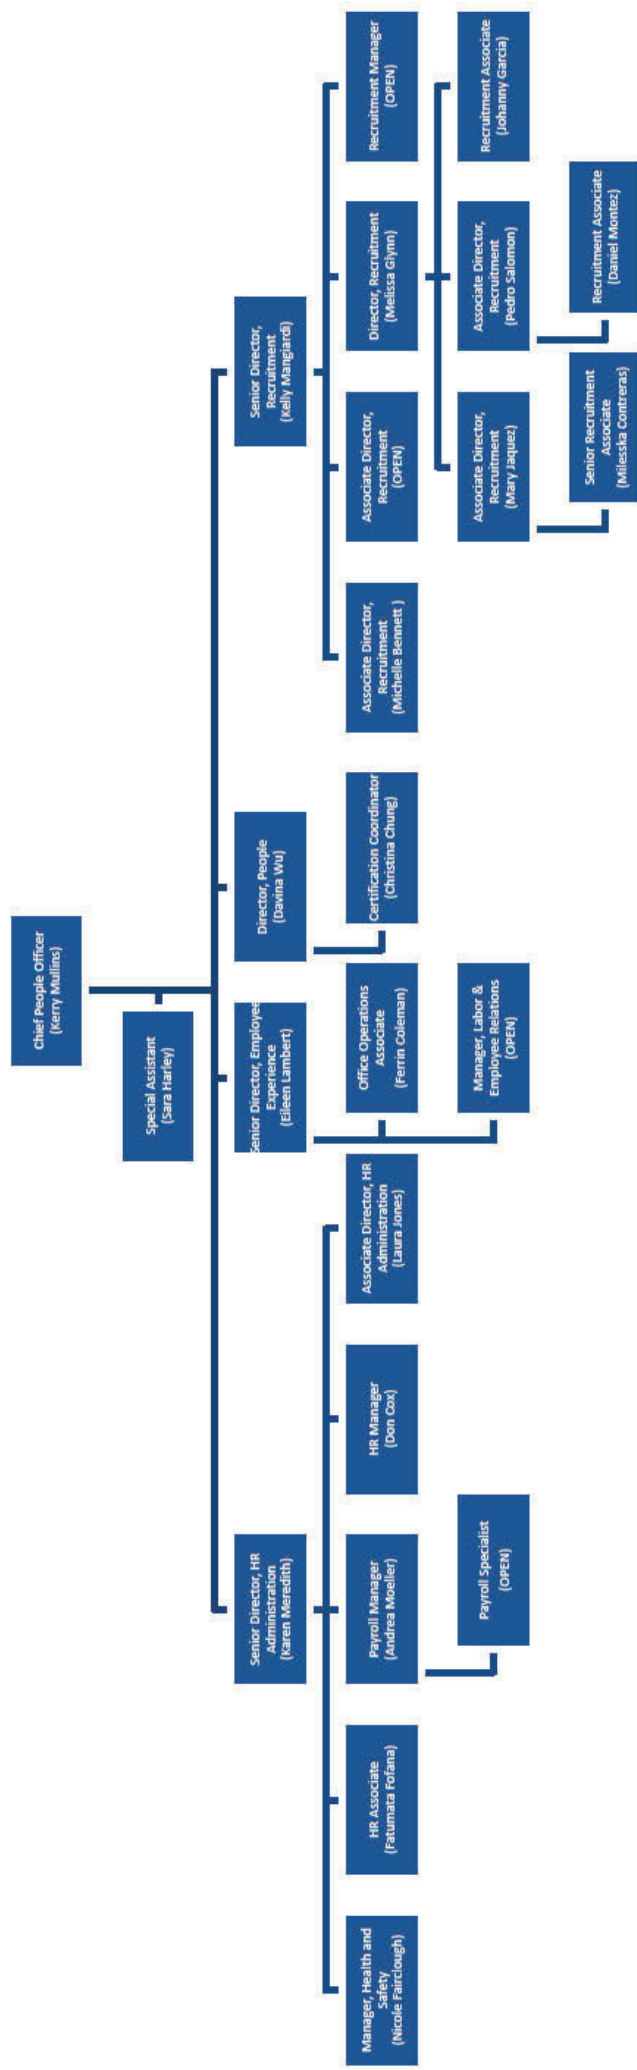 Chief People Officer
(Kerry Mullins)
Special Assistant
(Sara Harley)
Senior Director, HR
Administration
(Karen Meredith)
Senior Director, Employee
Experience
(Eileen Lambert)
Director, People
(Davina Wu)
Senior Director,
Recruitment
(Kelly Mangiardi)
Manager, Health and
Safety
(Nicole Fairclough)
HR Associate
(Fatumata Fofana)
Payroll Manager
(Andrea Moeller)
HR Manager
(Don Cox)
Associate Director, HR
Administration
(Laura Jones)
Office Operations
Associate
(Ferrin Coleman)
Certification Coordinator
(Christina Chung)
Associate Director,
Recruitment
(Michelle Bennett )
Associate Director,
Recruitment
(OPEN)
Director, Recruitment
(Melissa Glynn)
Recruitment Manager
(OPEN)
Payroll Specialist
(OPEN)
Manager, Labor &
Employee Relations
(OPEN)
Associate Director,
Recruitment
(Mary Jaquez)
Associate Director,
Recruitment
(Pedro Salomon)
Recruitment Associate
(Johanny Garcia)
Senior Recruitment
Associate
(Milesska Contreras)
Recruitment Associate
(Daniel Montez)